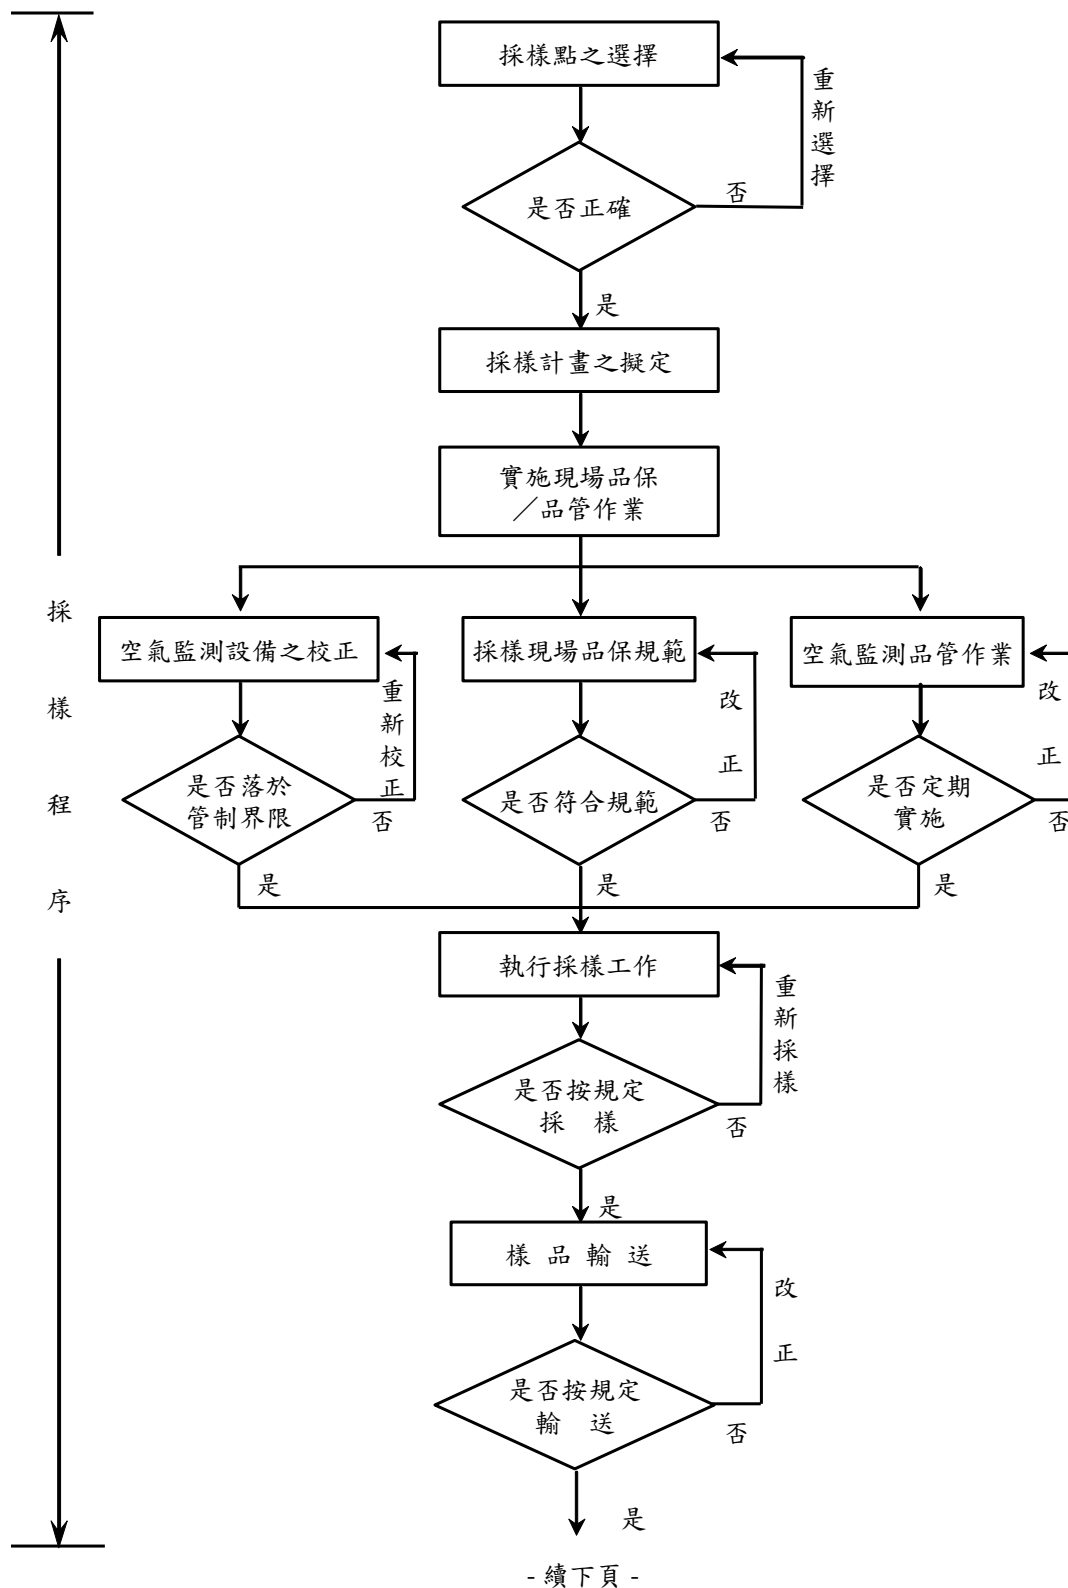 採樣點之選擇
重新選擇
是否正確
否
是
採樣計畫之擬定
實施現場品保
／品管作業
採樣程序
空氣監測設備之校正
重新校正
是否落於
管制界限
否
是
採樣現場品保規範
改正
是否符合規範
否
是
空氣監測品管作業
改正
是否定期
實施
否
是
執行採樣工作
重新採樣
是否按規定
採 樣
否
是
樣 品 輸 送
改正
是否按規定
輸 送
否
是
- 續下頁 -